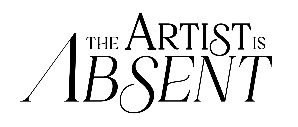 THE ARTIST IS
ABSENT